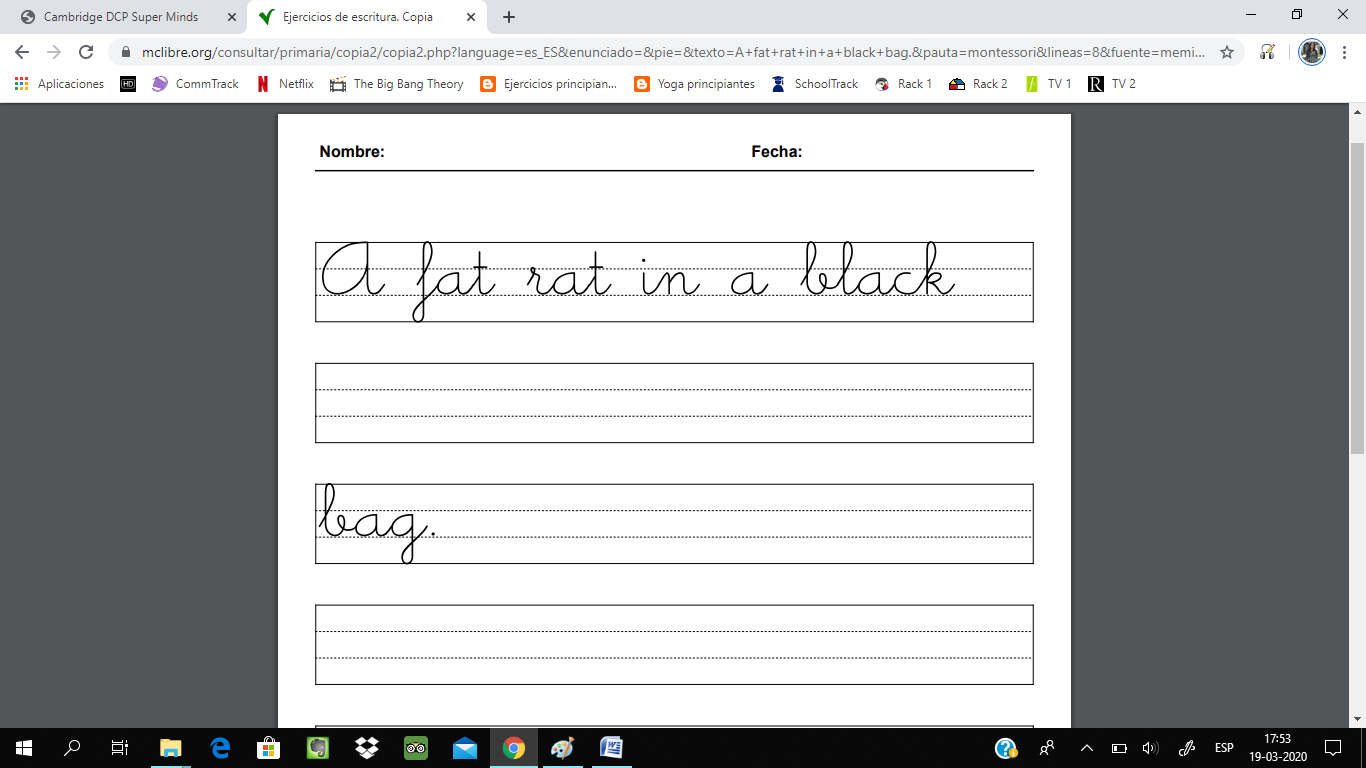 Cambridge DCP Super Minds
Ejercicios de escritura. Copia
mclibre.org/consultar/primaria/copia2/copia2.php?language=es_ES&enunciado=&pie=&texto=A+fat+rat+in+a+black+bag.&pauta=montessori&lineas=8&fuente=memi...
Aplicaciones HD CommTrack Netflix The Big Bang Theory Ejercicios principian... Yoga principiantes SchoolTrack Rack 1 Rack 2 TV 1 TV 2
Nombre: Fecha:
A fat rat in a black
bag.
ESP 17:53
19-03-2020